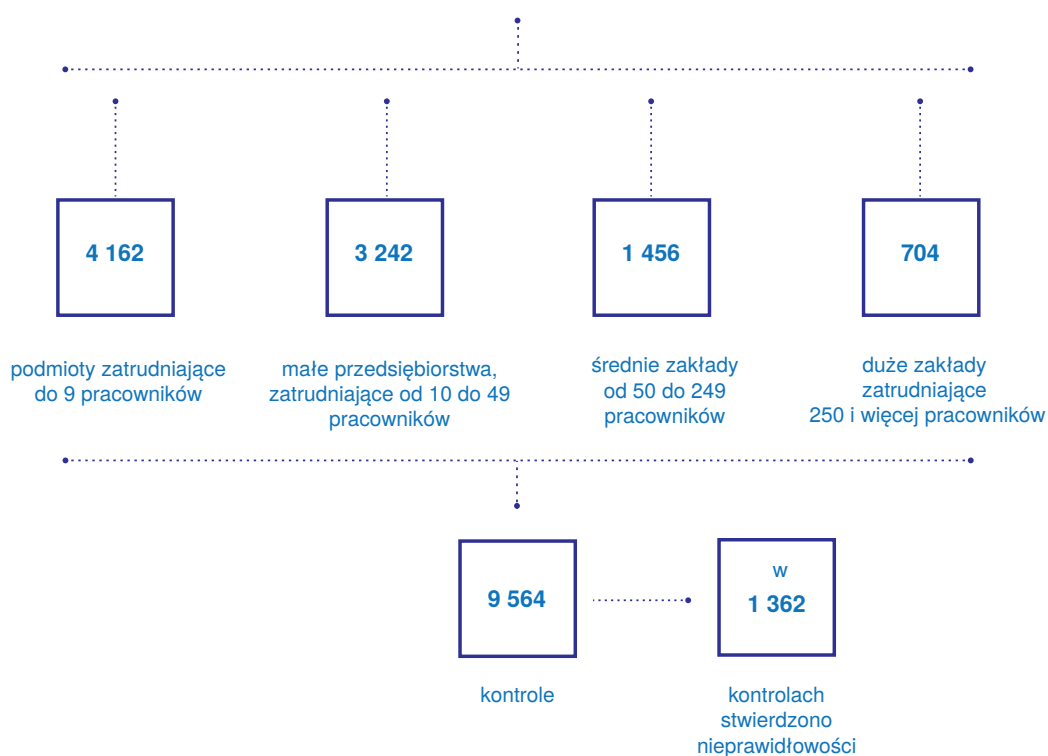 4 162
3 242
1 456
704
podmioty zatrudniające
do 9 pracowników
małe przedsiębiorstwa,
zatrudniające od 10 do 49
pracowników
średnie zakłady
od 50 do 249
pracowników
duże zakłady
zatrudniające
250 i więcej pracowników
9 564
w
1 362
kontrole
kontrolach
stwierdzono
nieprawidłowości